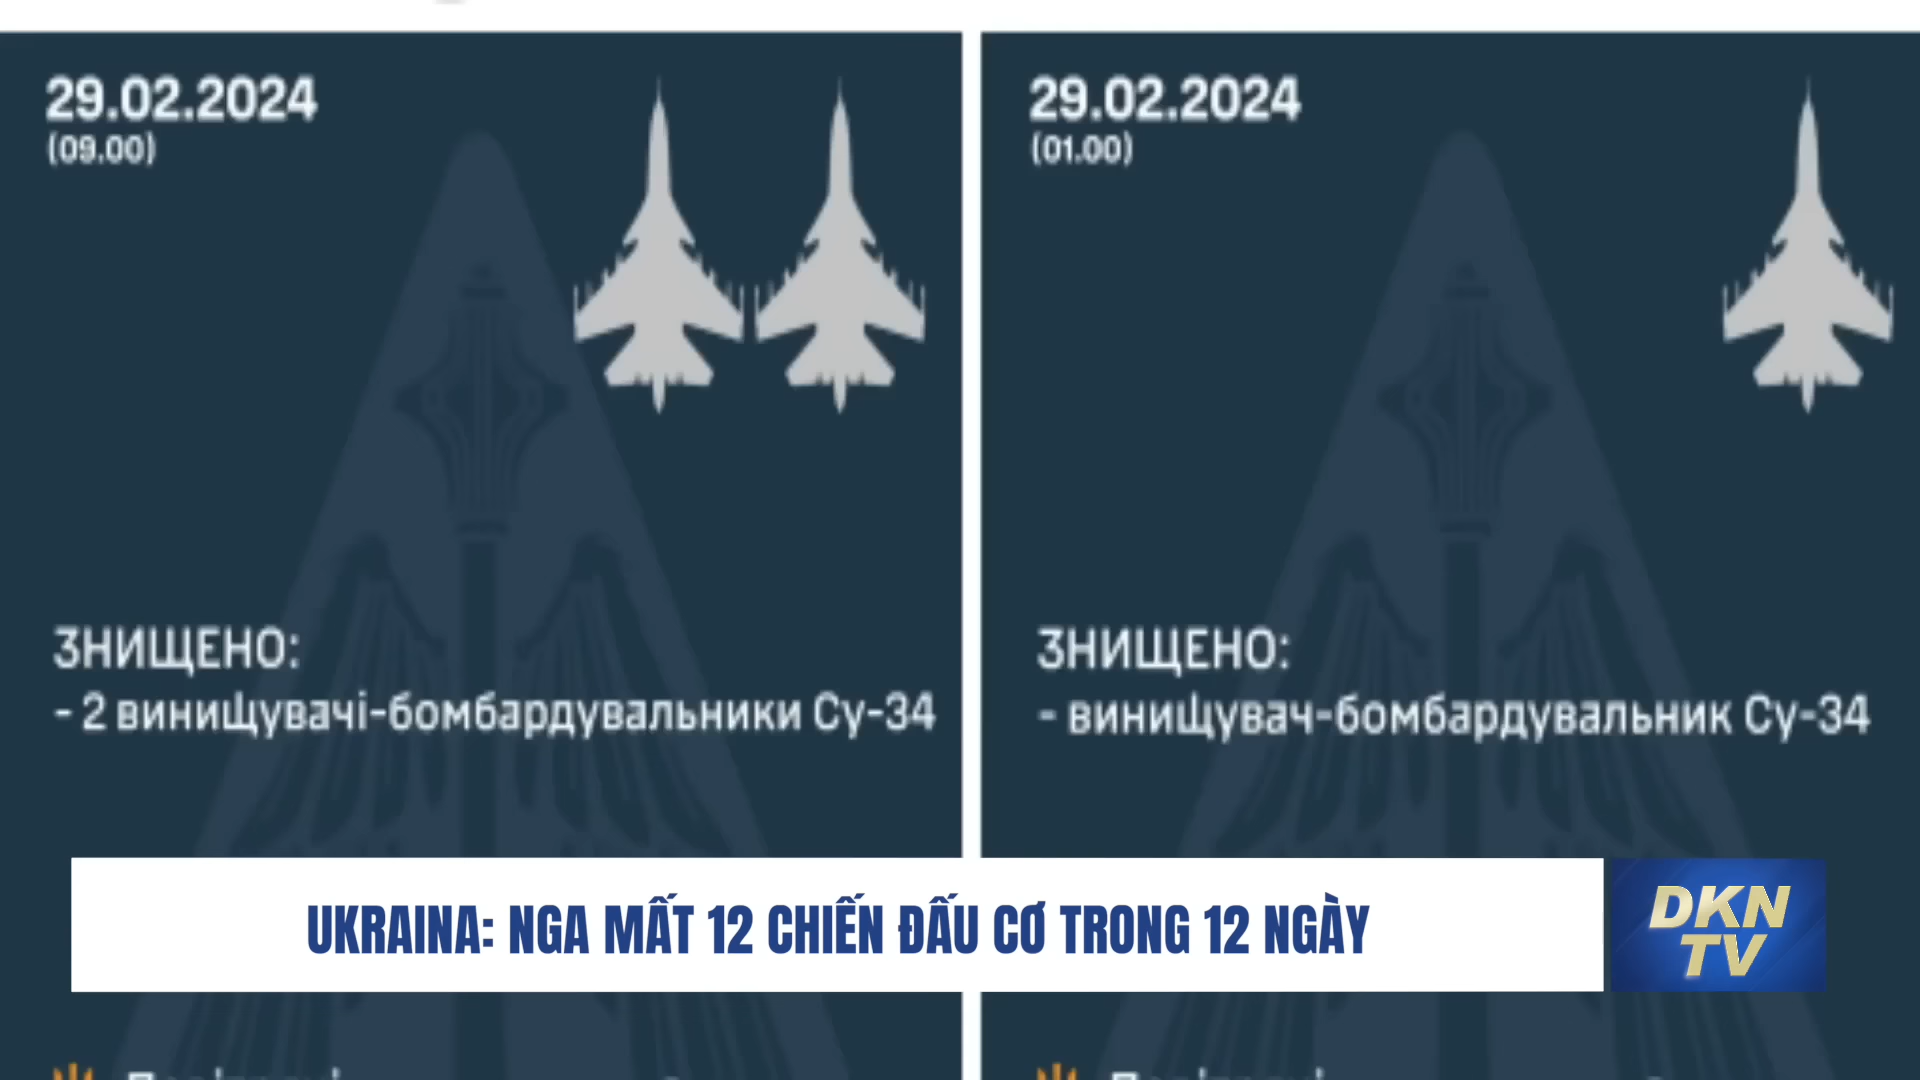 29.02.2024
(09.00)
ЗНИЩЕНО:
- 2 винищувачі-бомбардувальники Су-34
29.02.2024
(01.00)
ЗНИЩЕНО:
- винищувач-бомбардувальник Су-34
UKRAINA: NGA MẤT 12 CHIẾN ĐẤU CƠ TRONG 12 NGÀY
DKN
TV